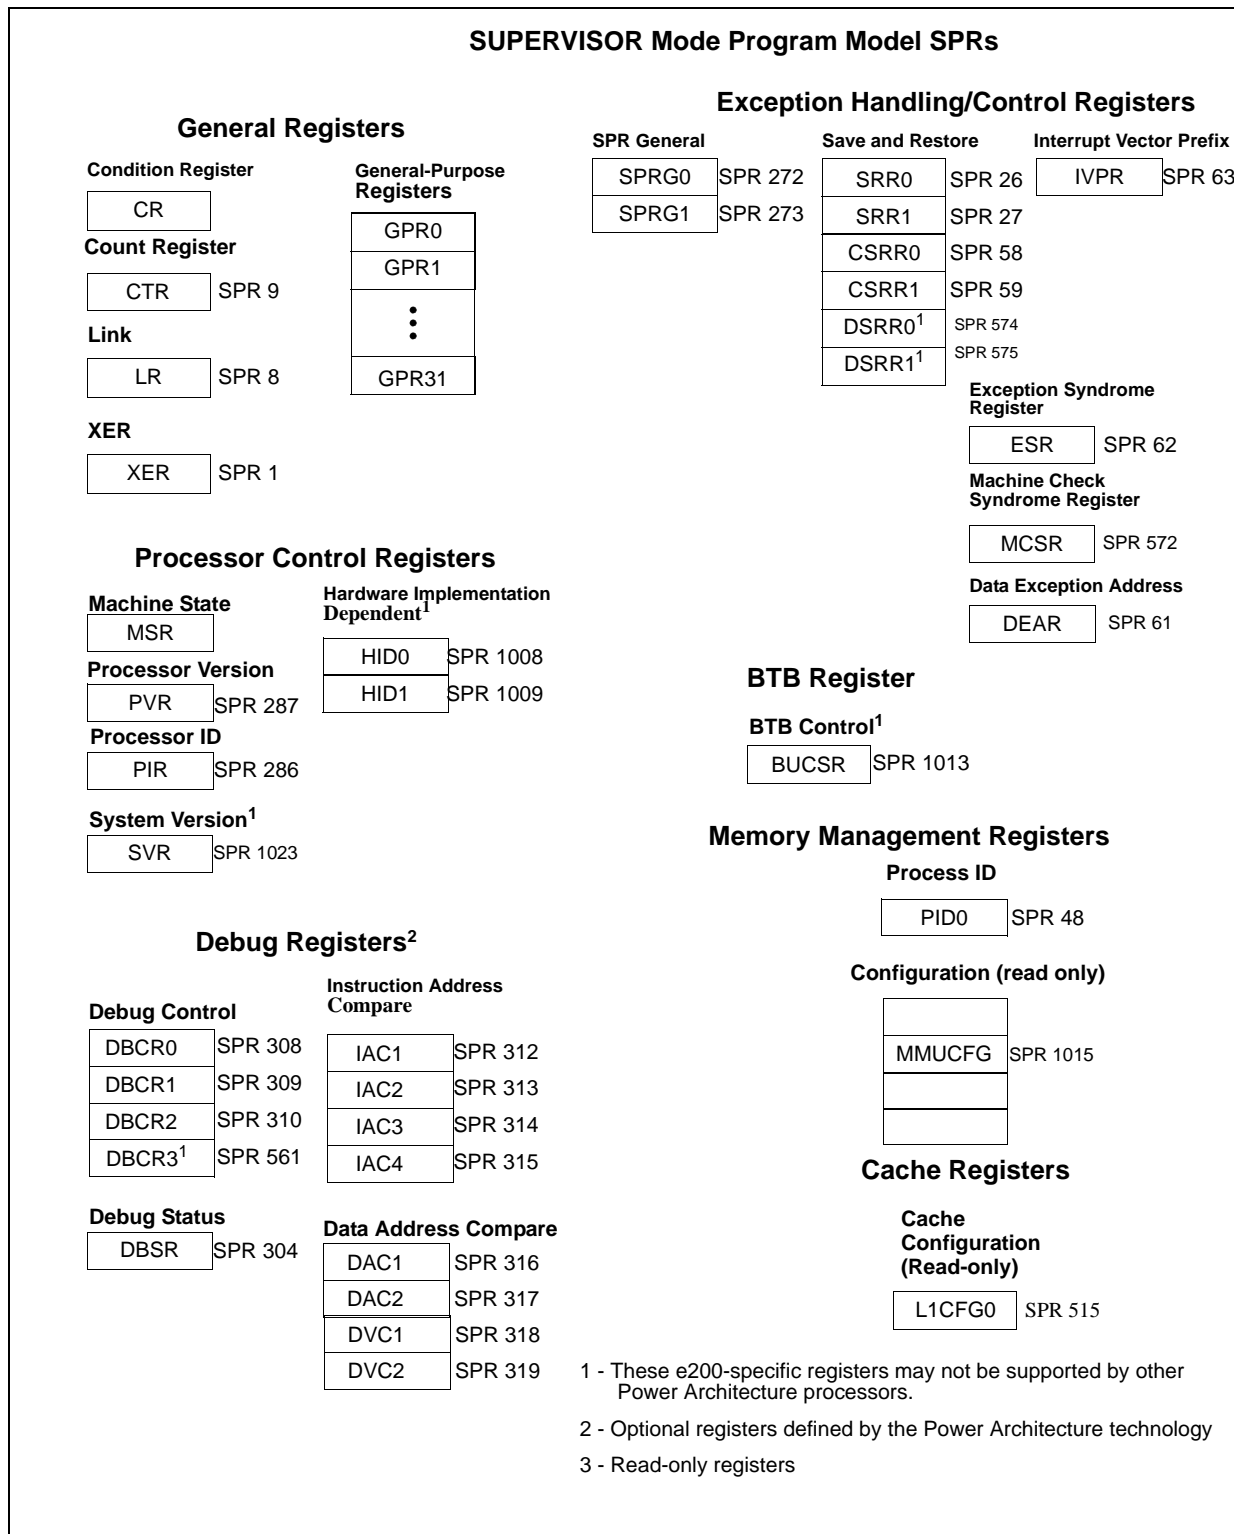 SUPERVISOR Mode Program Model SPRs
General Registers
Condition Register
CR
Count Register
CTR SPR 9
Link
LR SPR 8
XER
XER SPR 1
General-Purpose
Registers
GPR0
GPR1
GPR31
Exception Handling/Control Registers
SPR General
SPRG0 SPR 272
SPRG1 SPR 273
Save and Restore
SRR0 SPR 26
SRR1 SPR 27
CSRR0 SPR 58
CSRR1 SPR 59
DSRR0¹ SPR 574
DSRR1¹ SPR 575
Interrupt Vector Prefix
IVPR SPR 63
Exception Syndrome
Register
ESR SPR 62
Machine Check
Syndrome Register
MCSR SPR 572
Data Exception Address
DEAR SPR 61
Processor Control Registers
Machine State
MSR
Processor Version
PVR SPR 287
Processor ID
PIR SPR 286
System Version¹
SVR SPR 1023
Hardware Implementation
Dependent¹
HID0 SPR 1008
HID1 SPR 1009
BTB Register
BTB Control¹
BUCSR SPR 1013
Memory Management Registers
Process ID
PID0 SPR 48
Configuration (read only)
MMUCFG SPR 1015
Debug Registers²
Debug Control
DBCR0 SPR 308
DBCR1 SPR 309
DBCR2 SPR 310
DBCR3¹ SPR 561
Debug Status
DBSR SPR 304
Instruction Address
Compare
IAC1 SPR 312
IAC2 SPR 313
IAC3 SPR 314
IAC4 SPR 315
Data Address Compare
DAC1 SPR 316
DAC2 SPR 317
DVC1 SPR 318
DVC2 SPR 319
Cache Registers
Cache
Configuration
(Read-only)
L1CFG0 SPR 515
1 - These e200-specific registers may not be supported by other
Power Architecture processors.
2 - Optional registers defined by the Power Architecture technology
3 - Read-only registers